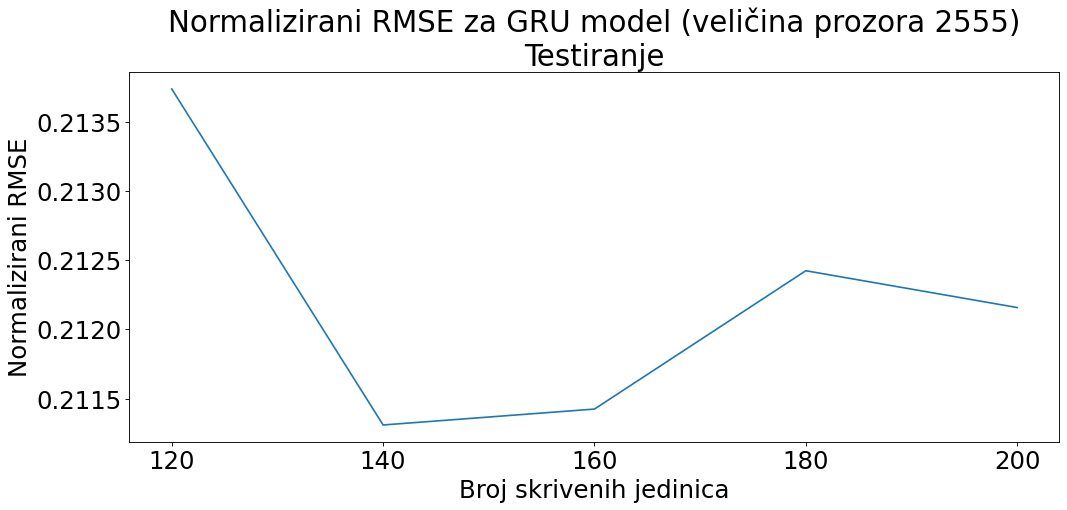 Normalizirani RMSE za GRU model (veličina prozora 2555)
Testiranje
Normalizirani RMSE
0.2135
0.2130
0.2125
0.2120
0.2115
120 140 160 180 200
Broj skrivenih jedinica